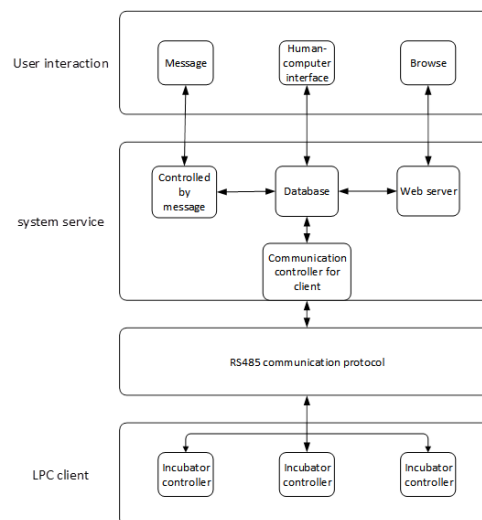 User interaction
Message
Human-
computer
interface
Browse
system service
Controlled
by
message
Database
Web server
Communication
controller for
client
RS485 communication protocol
LPC client
Incubator
controller
Incubator
controller
Incubator
controller